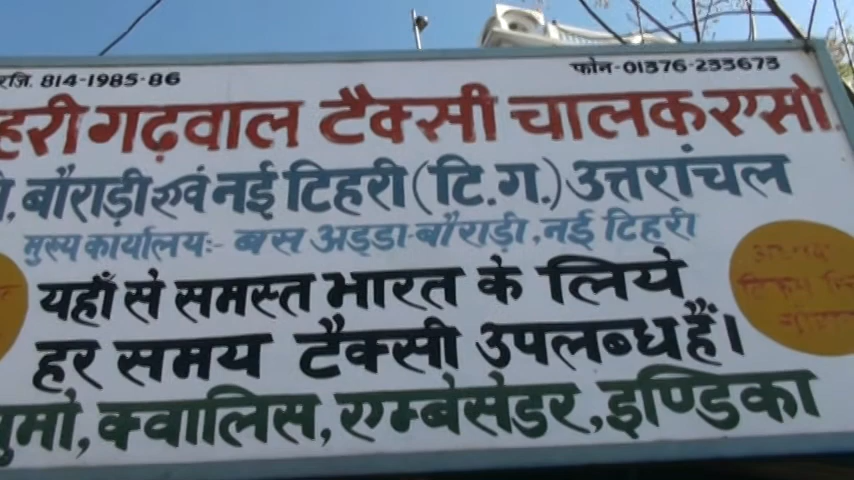 रजि. 814-1985-86 फोन-01376-233673
हरी गढ़वाल टैक्सी चालक एसो.
बौराड़ी एवं नई टिहरी (टि.ग.) उत्तरांचल
मुख्य कार्यालयः- बस अड्डा-बौराड़ी, नई टिहरी
यहाँ से समस्त भारत के लिये
हर समय टैक्सी उपलब्ध हैं।
ुमो, क्वालिस, एम्बेसेडर, इण्डिका